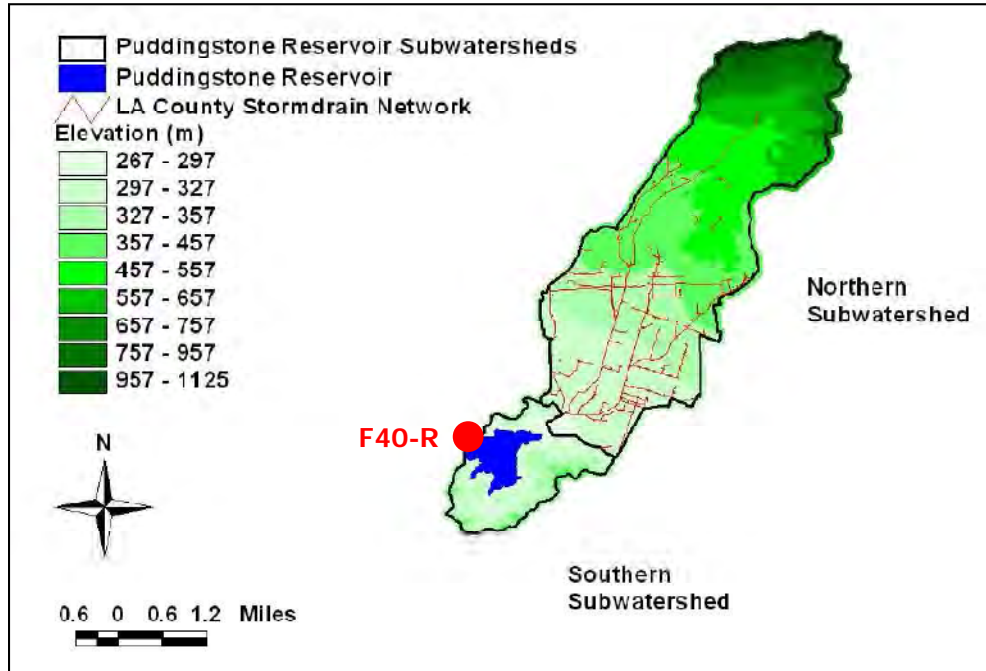 Puddingstone Reservoir Subwatersheds
Puddingstone Reservoir
LA County Stormdrain Network
Elevation (m)
267 - 297
297 - 327
327 - 357
357 - 457
457 - 557
557 - 657
657 - 757
757 - 957
957 - 1125
Northern
Subwatershed
F40-R
N
Southern
Subwatershed
0.6 0 0.6 1.2 Miles